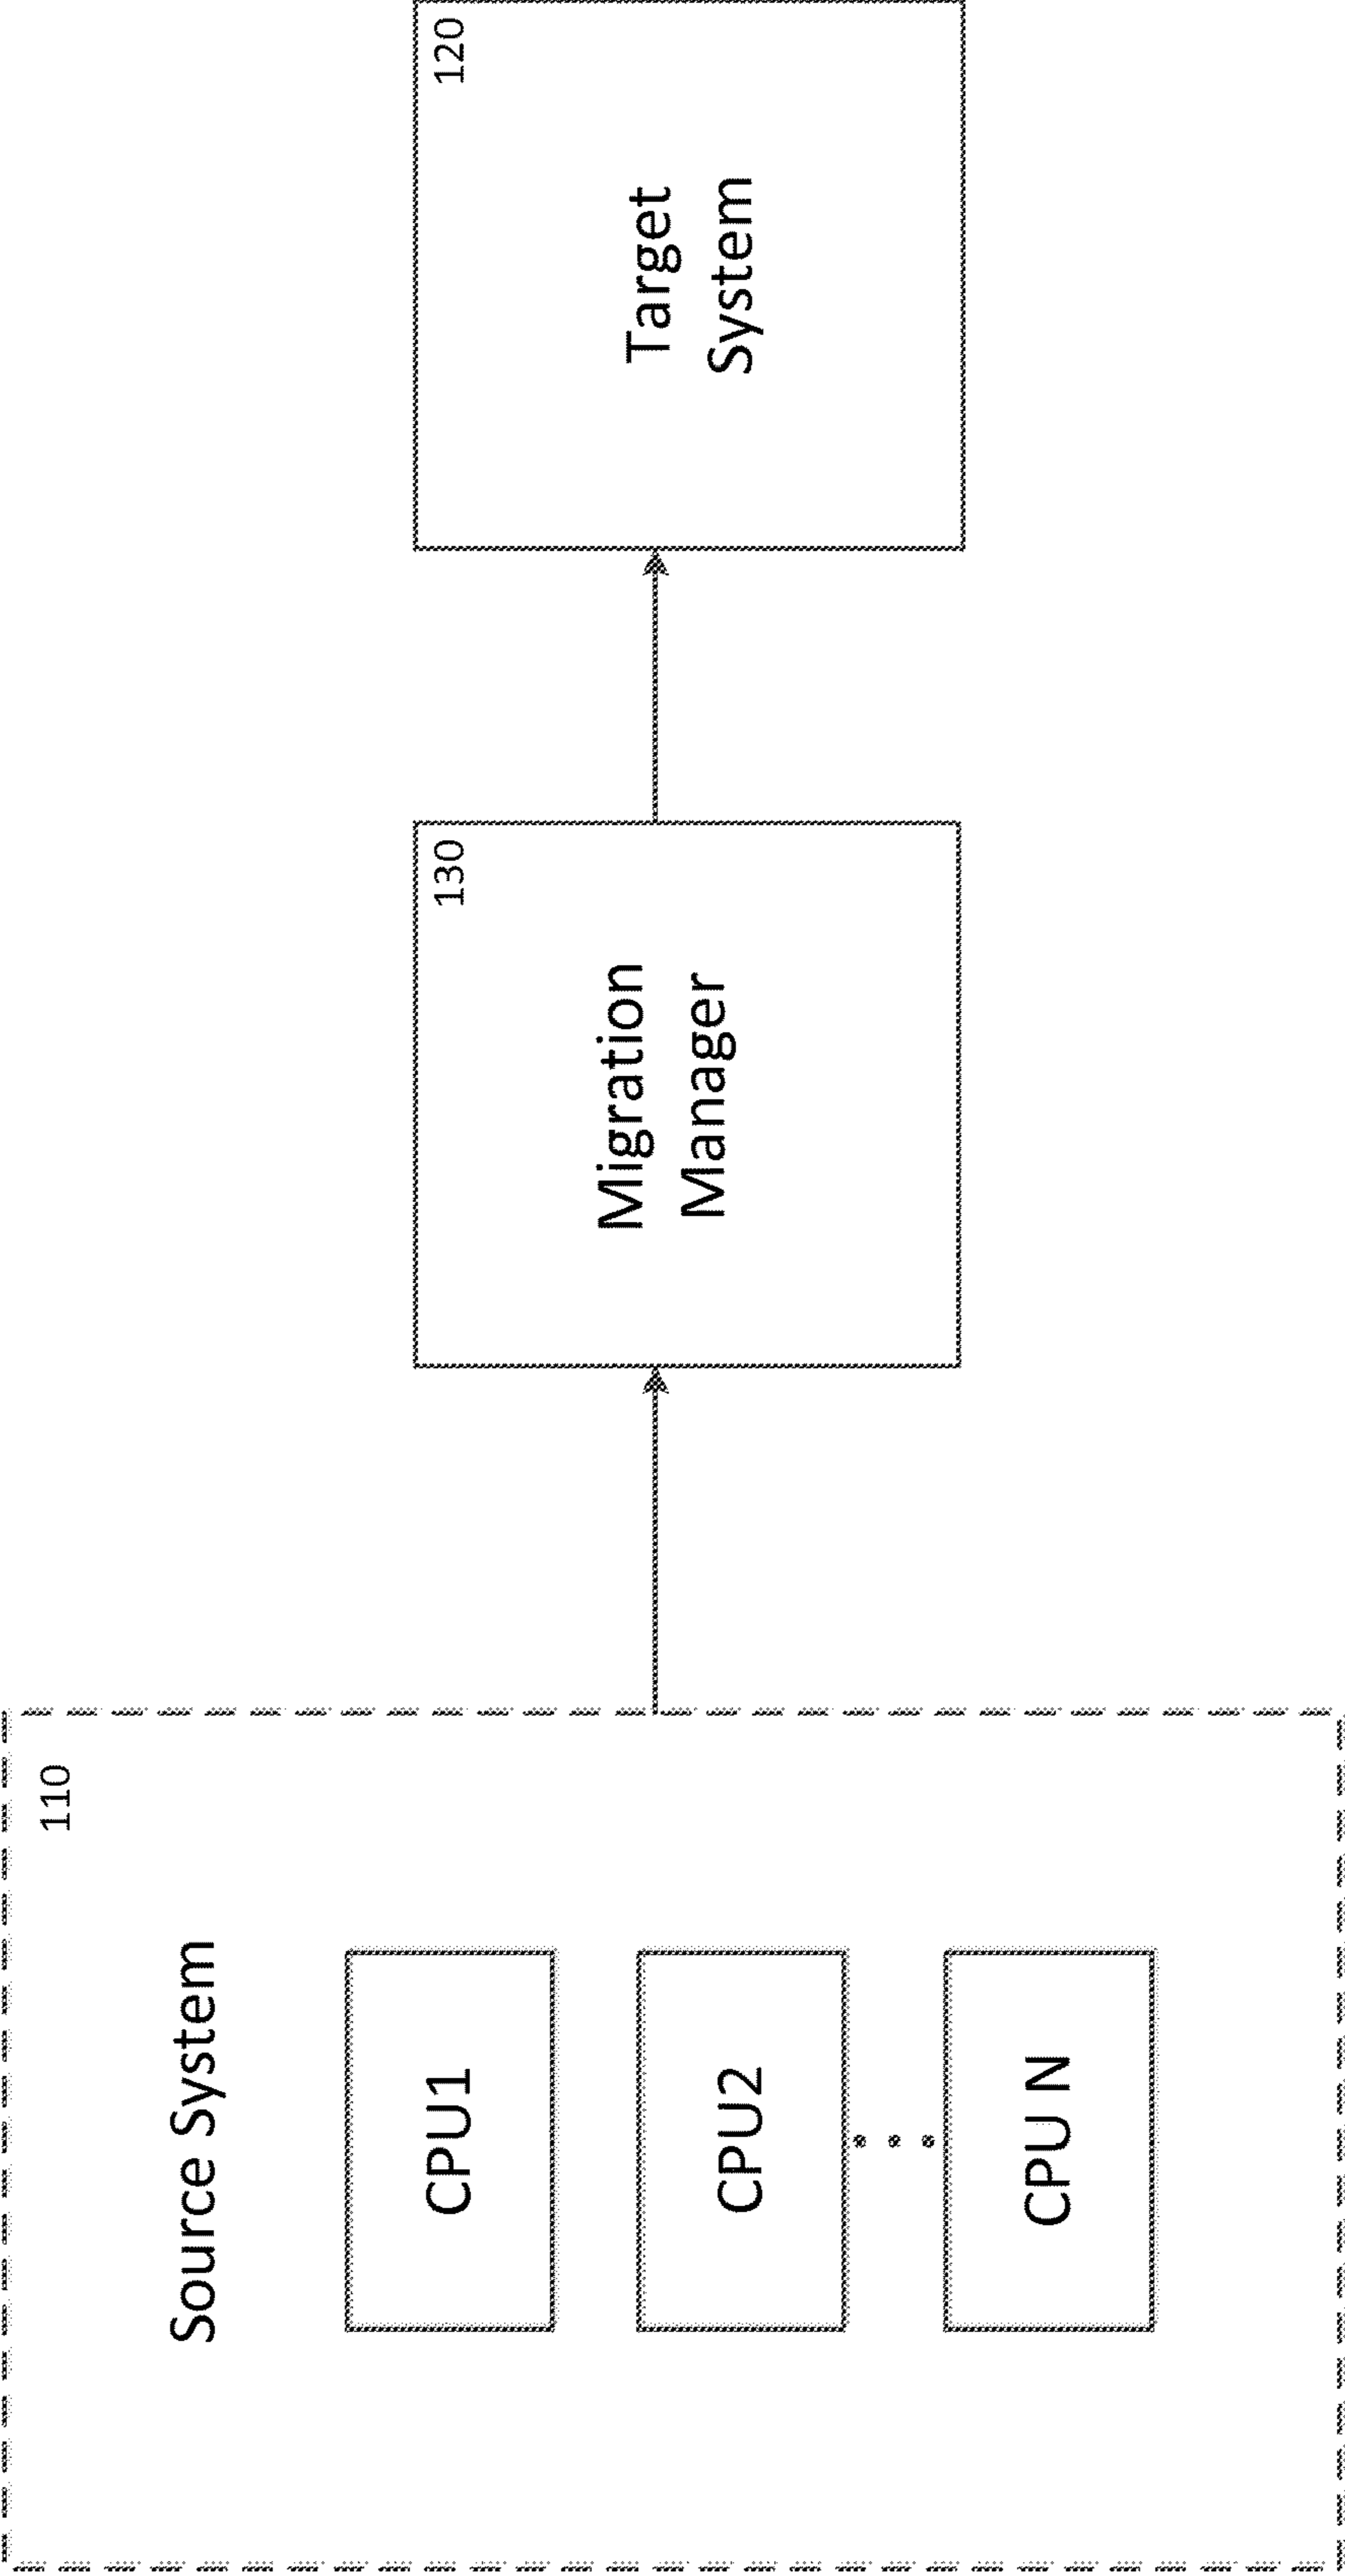 110
Source System
CPU1
CPU2
CPU N
130
Migration
Manager
120
Target
System